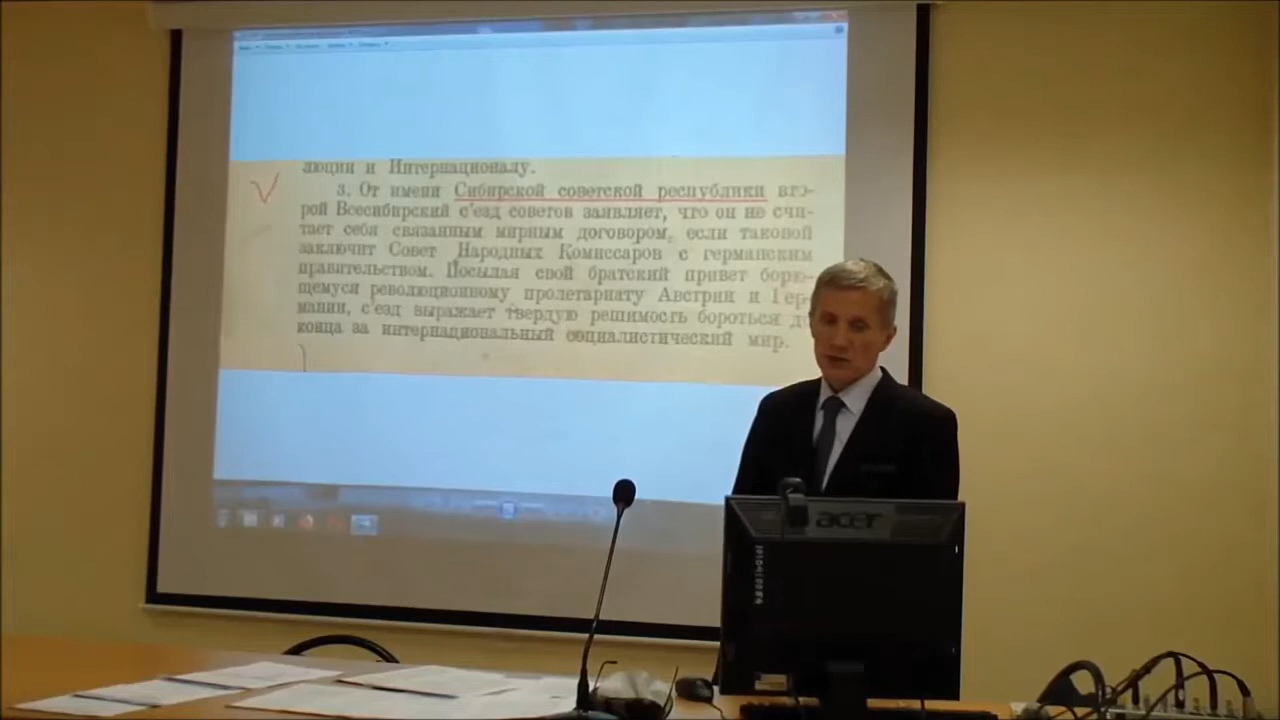 люции и Интернационалу.
3. От имени Сибирской советской республики вто-
рой Всесибирский с'езд советов заявляет, что он не счи-
тает себя связанным мирным договором, если таковой
заключит Совет Народных Комиссаров с германским
правительством. Посылая свой братский привет борю-
щемуся революционному пролетариату Австрии и Гер-
мании, с'езд выражает твердую решимость бороться до
конца за интернациональный социалистический мир.
acer